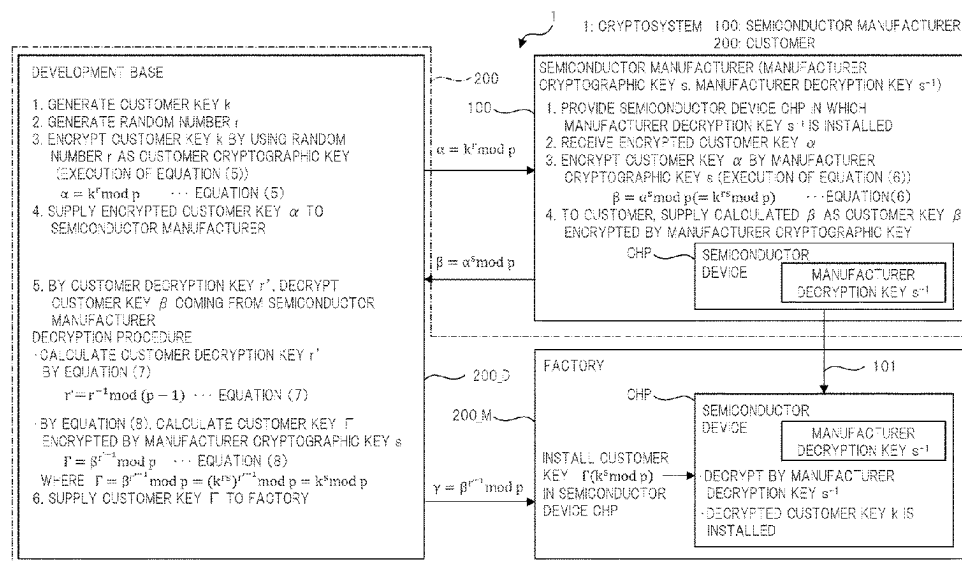 1
1: CRYPTOSYSTEM 100: SEMICONDUCTOR MANUFACTURER
200: CUSTOMER
DEVELOPMENT BASE
1. GENERATE CUSTOMER KEY k
2. GENERATE RANDOM NUMBER r
3. ENCRYPT CUSTOMER KEY k BY USING RANDOM
NUMBER r AS CUSTOMER CRYPTOGRAPHIC KEY
(EXECUTION OF EQUATION (5))
α = k^r mod p ··· EQUATION (5)
4. SUPPLY ENCRYPTED CUSTOMER KEY α TO
SEMICONDUCTOR MANUFACTURER
5. BY CUSTOMER DECRYPTION KEY r', DECRYPT
CUSTOMER KEY β COMING FROM SEMICONDUCTOR
MANUFACTURER
DECRYPTION PROCEDURE
·CALCULATE CUSTOMER DECRYPTION KEY r'
BY EQUATION (7)
r'=r⁻¹ mod (p−1) ··· EQUATION (7)
·BY EQUATION (8), CALCULATE CUSTOMER KEY Γ
ENCRYPTED BY MANUFACTURER CRYPTOGRAPHIC KEY s
Γ = β^r'⁻¹ mod p ··· EQUATION (8)
WHERE Γ = β^r'⁻¹ mod p = (k^rs)^r'⁻¹ mod p = k^s mod p
6. SUPPLY CUSTOMER KEY Γ TO FACTORY
200
100
α = k^r mod p
β = α^s mod p
200_D
200_M
γ = β^r'⁻¹ mod p
SEMICONDUCTOR MANUFACTURER (MANUFACTURER
CRYPTOGRAPHIC KEY s, MANUFACTURER DECRYPTION KEY s⁻¹)
1. PROVIDE SEMICONDUCTOR DEVICE CHP IN WHICH
MANUFACTURER DECRYPTION KEY s⁻¹ IS INSTALLED
2. RECEIVE ENCRYPTED CUSTOMER KEY α
3. ENCRYPT CUSTOMER KEY α BY MANUFACTURER
CRYPTOGRAPHIC KEY s (EXECUTION OF EQUATION (6))
β = α^s mod p(= k^rs mod p) ···EQUATION(6)
4. TO CUSTOMER, SUPPLY CALCULATED β AS CUSTOMER KEY β
ENCRYPTED BY MANUFACTURER CRYPTOGRAPHIC KEY
CHP
SEMICONDUCTOR
DEVICE
MANUFACTURER
DECRYPTION KEY s⁻¹
101
FACTORY
CHP
SEMICONDUCTOR
DEVICE
MANUFACTURER
DECRYPTION KEY s⁻¹
INSTALL CUSTOMER
KEY Γ(k^s mod p)
IN SEMICONDUCTOR
DEVICE CHP
·DECRYPT BY MANUFACTURER
DECRYPTION KEY s⁻¹
·DECRYPTED CUSTOMER KEY k IS
INSTALLED